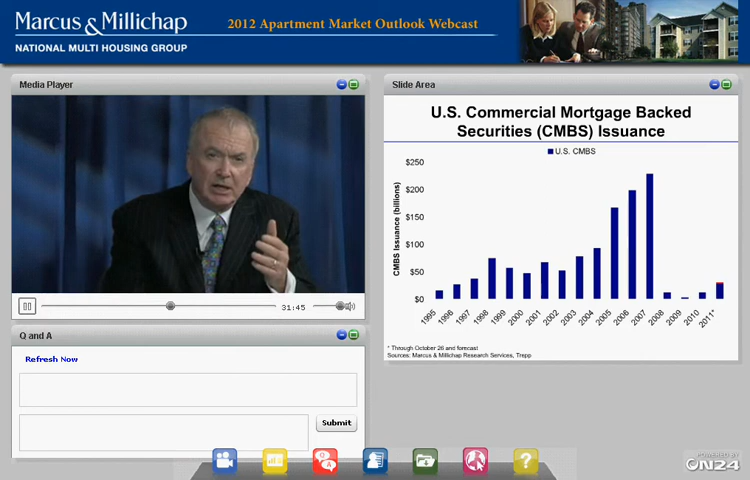 Marcus & Millichap
NATIONAL MULTI HOUSING GROUP
2012 Apartment Market Outlook Webcast
Media Player
31:45
Q and A
Refresh Now
Submit
Slide Area
U.S. Commercial Mortgage Backed
Securities (CMBS) Issuance
U.S. CMBS
CMBS Issuance (billions)
$250
$200
$150
$100
$50
$0
1995 1996 1997 1998 1999 2000 2001 2002 2003 2004 2005 2006 2007 2008 2009 2010 2011*
* Through October 26 and forecast
Sources: Marcus & Millichap Research Services, Trepp
Q
A
?
POWERED BY
ON24